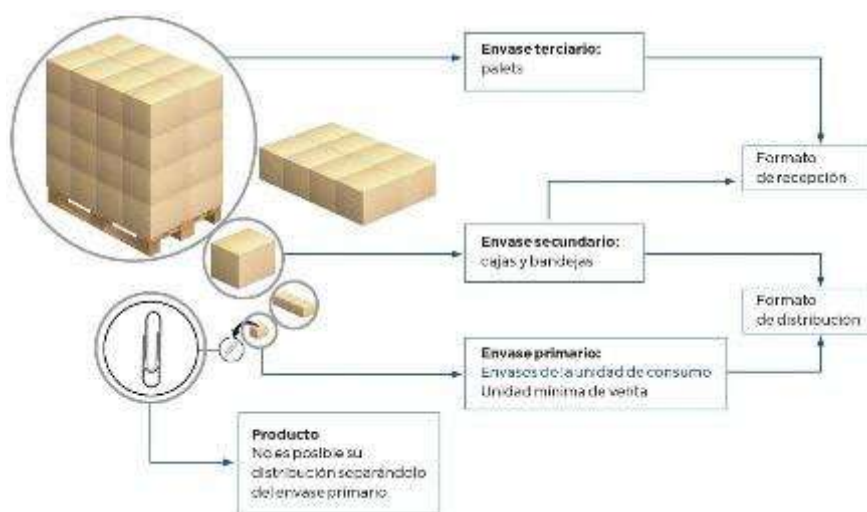 Envase terciario:
palets
Formato
de recepción
Envase secundario:
cajas y bandejas
Formato
de distribución
Envase primario:
Envases de la unidad de consumo
Unidad mínima de venta
Producto
No es posible su
distribución separándolo
del envase primario.